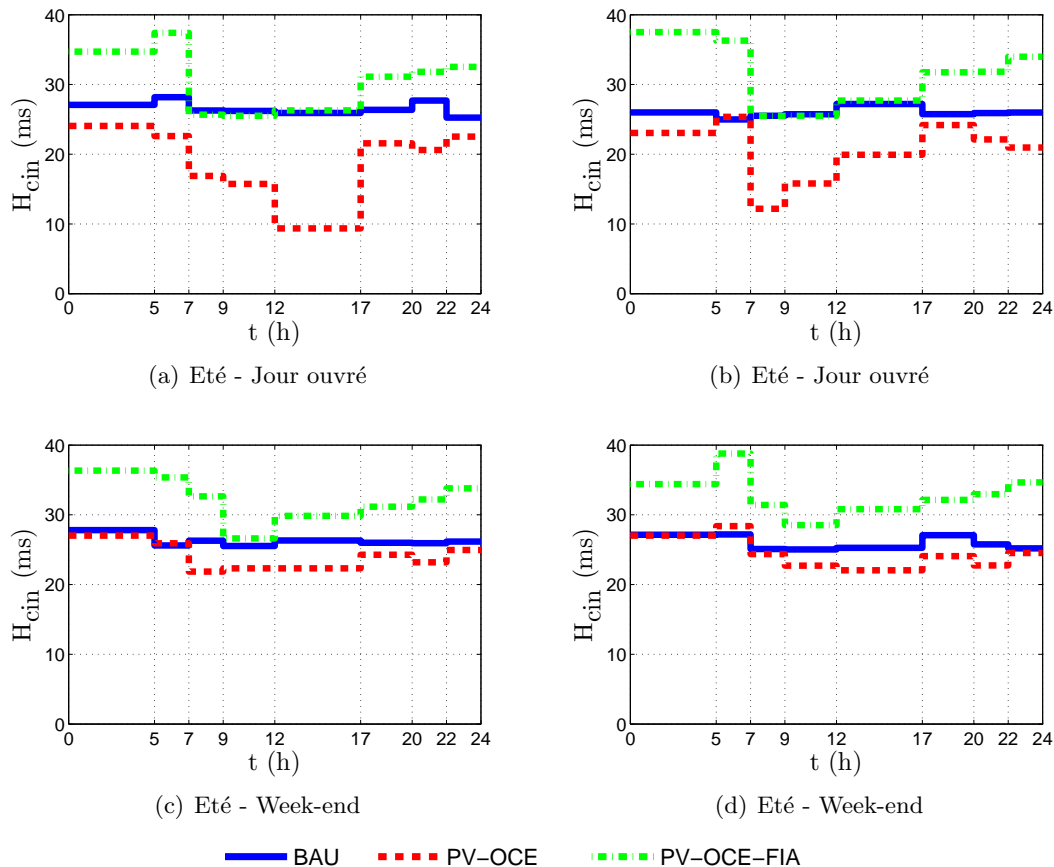 40
30
20
10
0
H_cin (ms)
0 5 7 9 12 17 20 22 24
t (h)
(a) Eté - Jour ouvré
40
30
20
10
0
H_cin (ms)
0 5 7 9 12 17 20 22 24
t (h)
(b) Eté - Jour ouvré
40
30
20
10
0
H_cin (ms)
0 5 7 9 12 17 20 22 24
t (h)
(c) Eté - Week-end
40
30
20
10
0
H_cin (ms)
0 5 7 9 12 17 20 22 24
t (h)
(d) Eté - Week-end
BAU PV−OCE PV−OCE−FIA